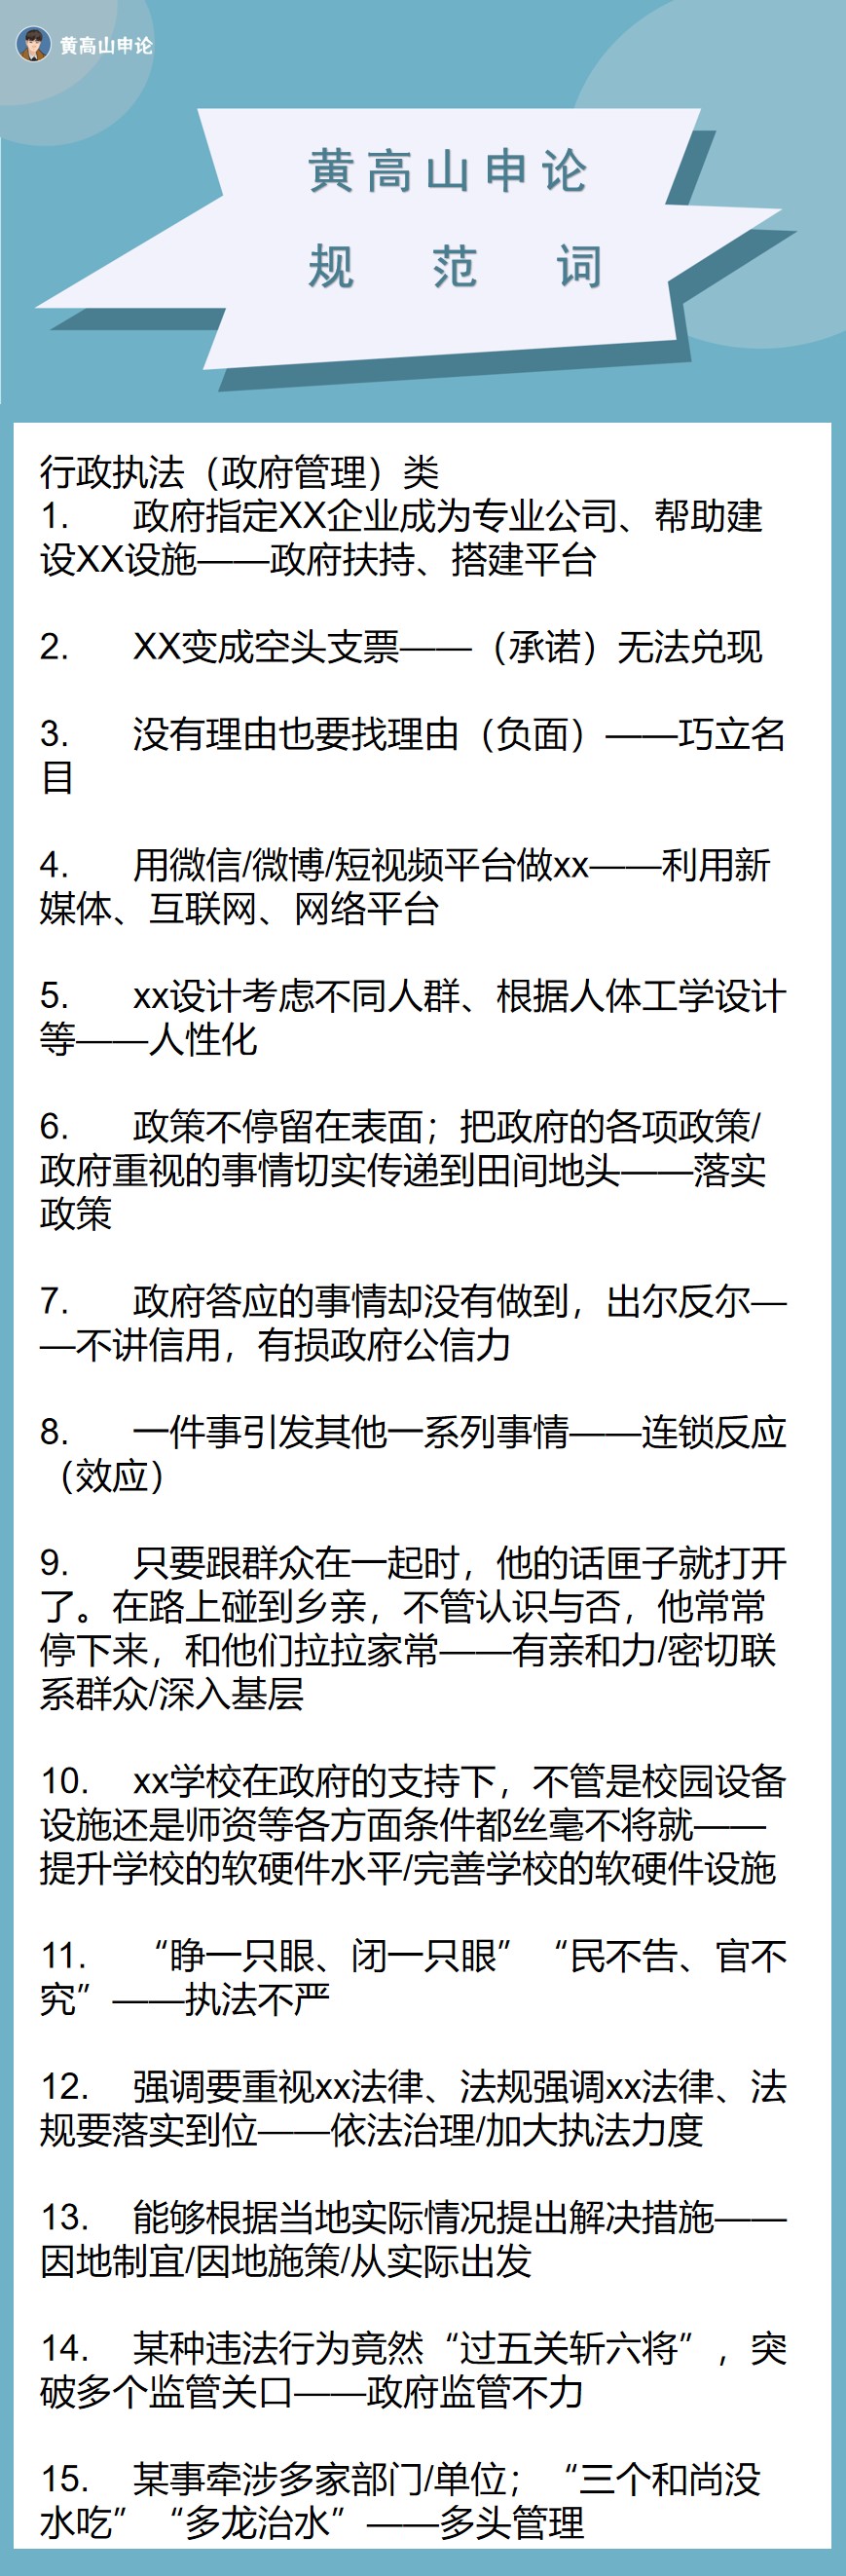 黄高山申论
黄高山申论
规 范 词
行政执法（政府管理）类
1. 政府指定XX企业成为专业公司、帮助建
设XX设施——政府扶持、搭建平台
2. XX变成空头支票——（承诺）无法兑现
3. 没有理由也要找理由（负面）——巧立名
目
4. 用微信/微博/短视频平台做xx——利用新
媒体、互联网、网络平台
5. xx设计考虑不同人群、根据人体工学设计
等——人性化
6. 政策不停留在表面；把政府的各项政策/
政府重视的事情切实传递到田间地头——落实
政策
7. 政府答应的事情却没有做到，出尔反尔—
—不讲信用，有损政府公信力
8. 一件事引发其他一系列事情——连锁反应
（效应）
9. 只要跟群众在一起时，他的话匣子就打开
了。在路上碰到乡亲，不管认识与否，他常常
停下来，和他们拉拉家常——有亲和力/密切联
系群众/深入基层
10. xx学校在政府的支持下，不管是校园设备
设施还是师资等各方面条件都丝毫不将就——
提升学校的软硬件水平/完善学校的软硬件设施
11. “睁一只眼、闭一只眼” “民不告、官不
究” ——执法不严
12. 强调要重视xx法律、法规强调xx法律、法
规要落实到位——依法治理/加大执法力度
13. 能够根据当地实际情况提出解决措施——
因地制宜/因地施策/从实际出发
14. 某种违法行为竟然“过五关斩六将”，突
破多个监管关口——政府监管不力
15. 某事牵涉多家部门/单位；“三个和尚没
水吃” “多龙治水” ——多头管理